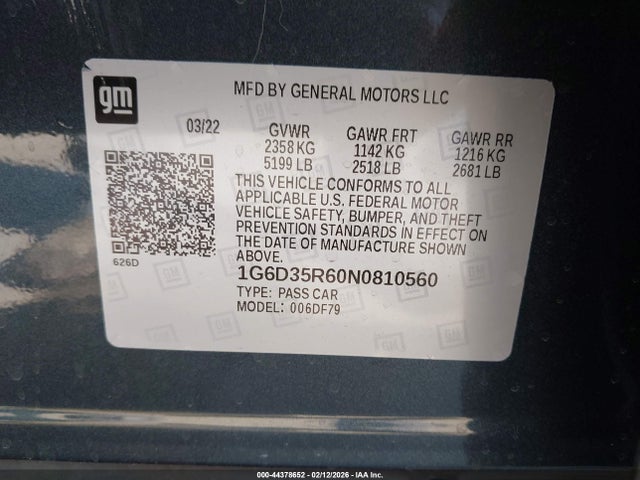 gm
MFD BY GENERAL MOTORS LLC
03/22 GVWR GAWR FRT GAWR RR
2358 KG 1142 KG 1216 KG
5199 LB 2518 LB 2681 LB
THIS VEHICLE CONFORMS TO ALL
APPLICABLE U.S. FEDERAL MOTOR
VEHICLE SAFETY, BUMPER, AND THEFT
PREVENTION STANDARDS IN EFFECT ON
THE DATE OF MANUFACTURE SHOWN
ABOVE.
626D
1G6D35R60N0810560
TYPE: PASS CAR
MODEL: 006DF79
000-44378652 - 02/12/2026 - IAA Inc.